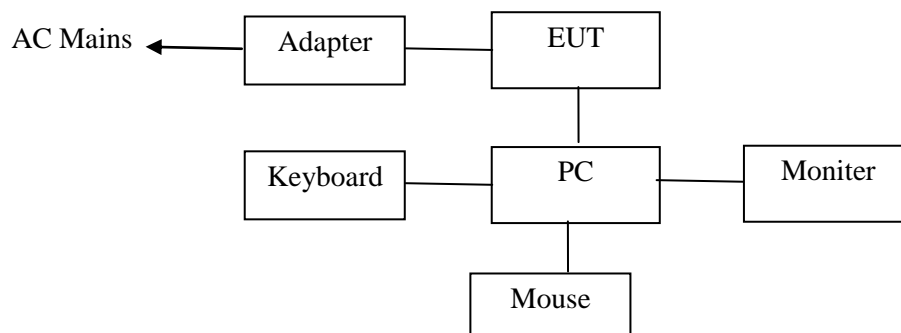 AC Mains
Adapter
EUT
Keyboard
PC
Moniter
Mouse